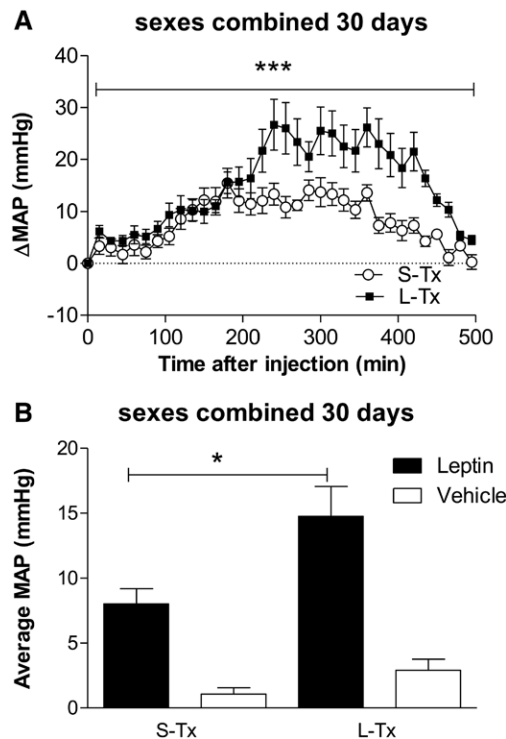 A
sexes combined 30 days
***
ΔMAP (mmHg)
40
30
20
10
0
-10
S-Tx
L-Tx
0 100 200 300 400 500
Time after injection (min)
B
sexes combined 30 days
*
Leptin
Vehicle
Average MAP (mmHg)
20
15
10
5
0
S-Tx L-Tx